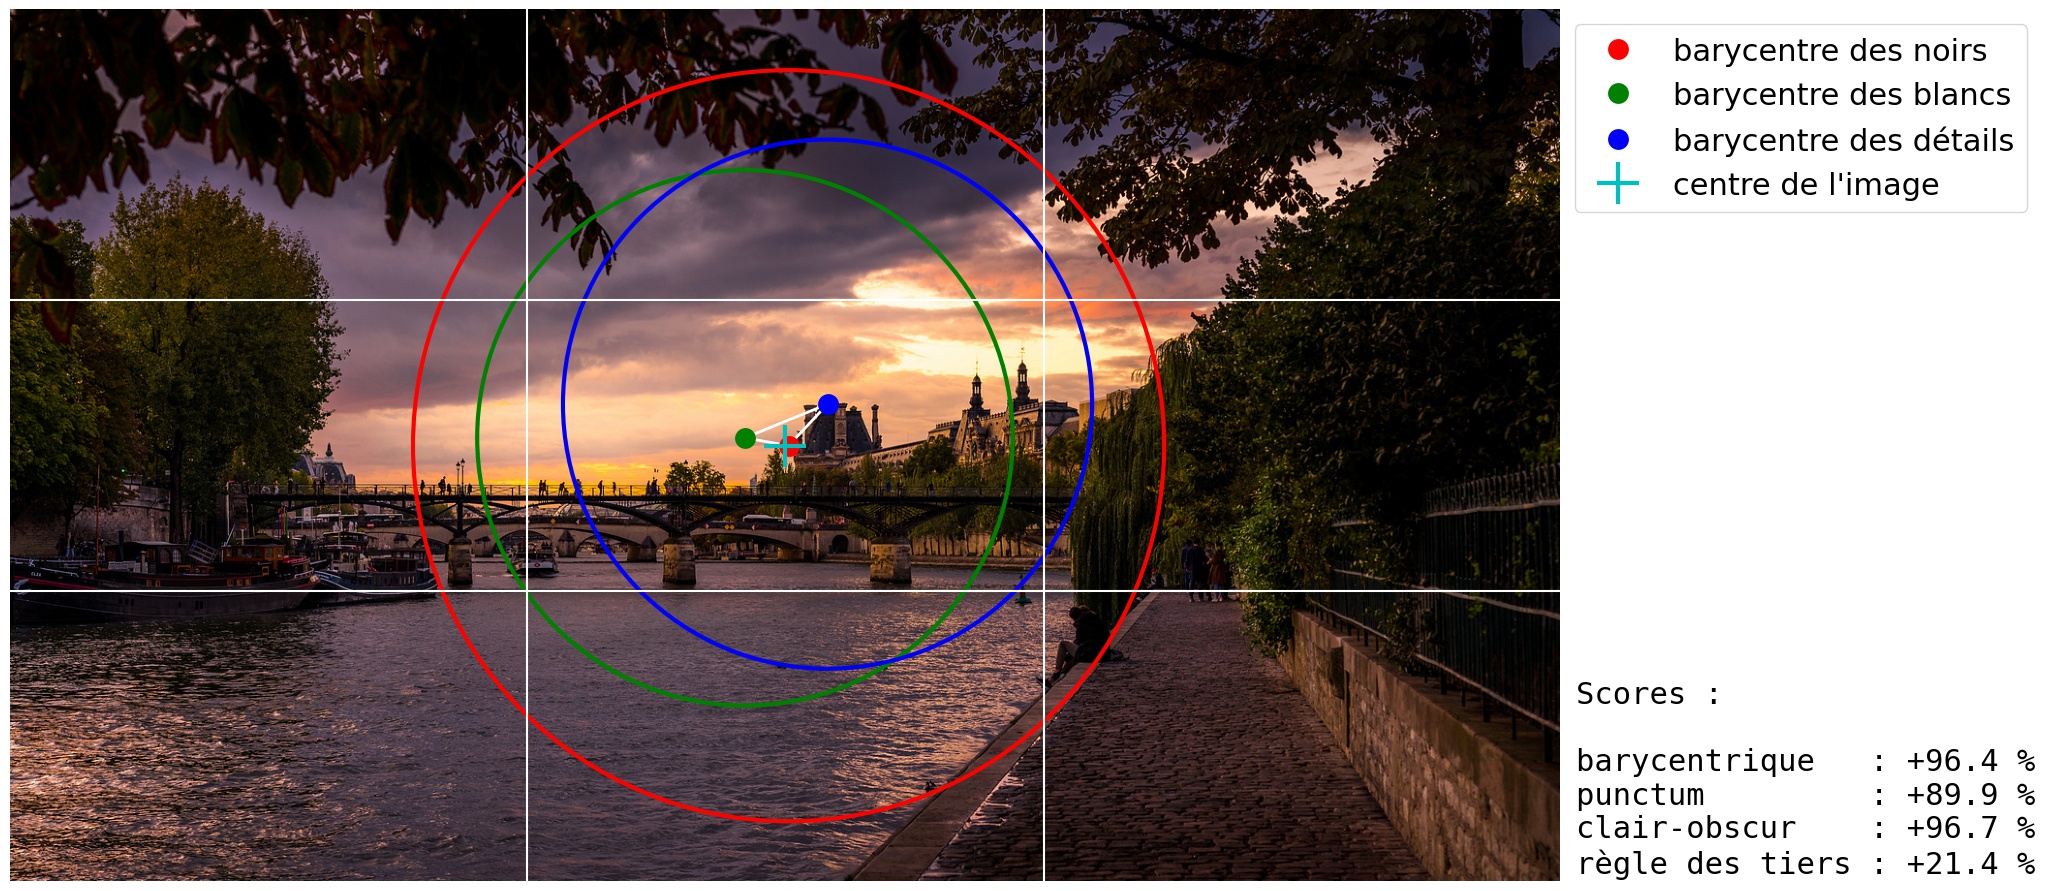 barycentre des noirs
barycentre des blancs
barycentre des détails
centre de l'image
Scores :
barycentrique : +96.4 %
punctum : +89.9 %
clair-obscur : +96.7 %
règle des tiers : +21.4 %